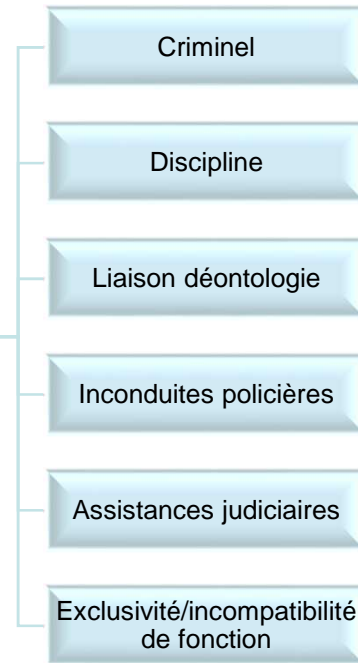 Criminel
Discipline
Liaison déontologie
Inconduites policières
Assistances judiciaires
Exclusivité/incompatibilité
de fonction